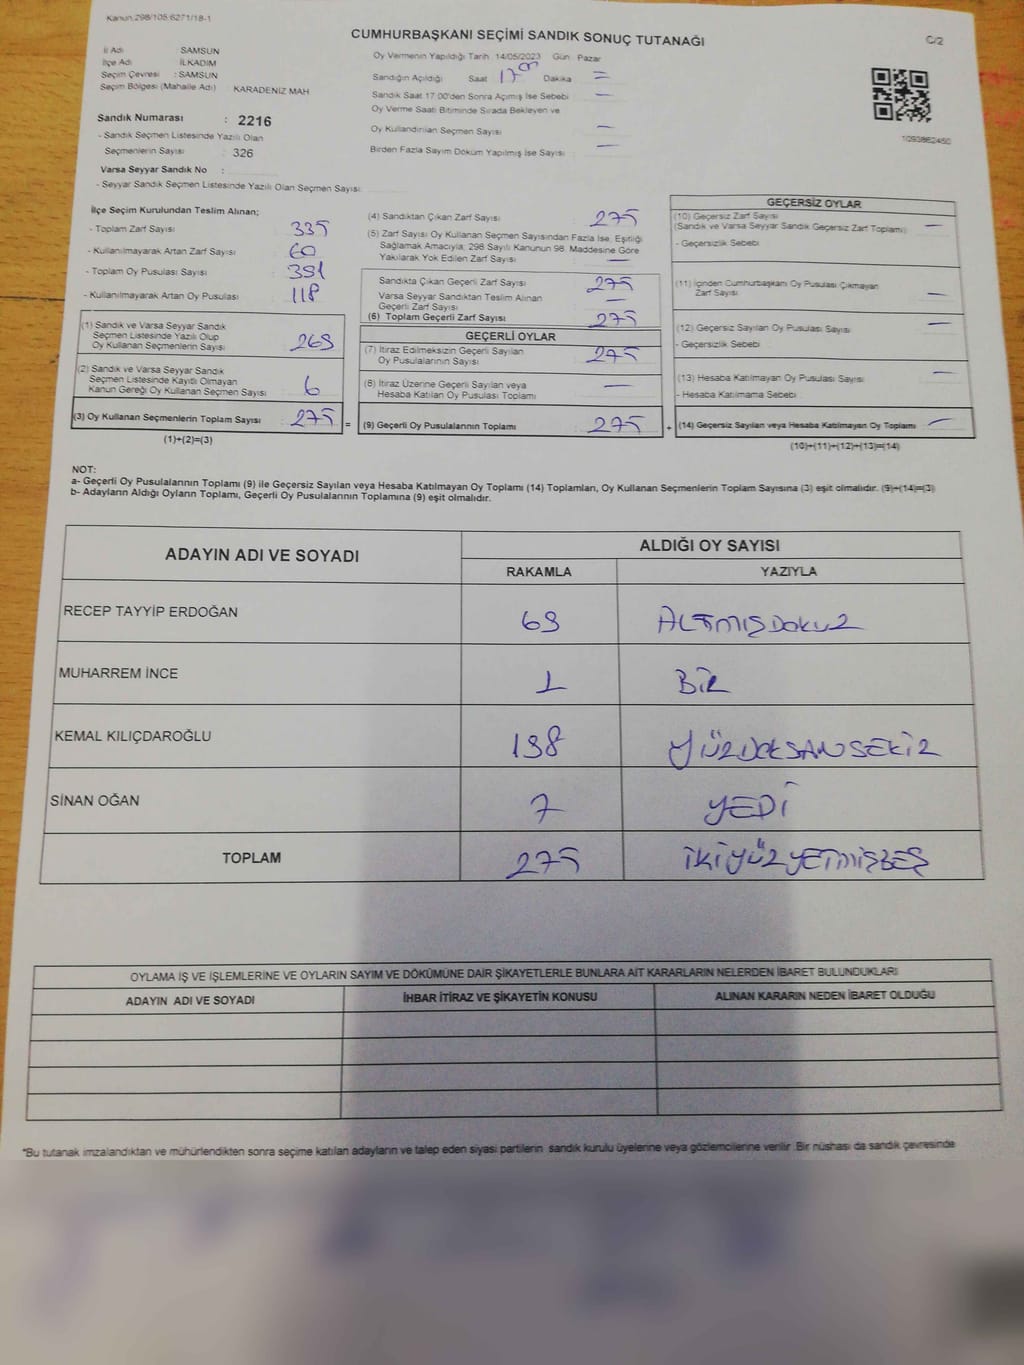 Kanun:298/105;6271/18-1
CUMHURBAŞKANI SEÇİMİ SANDIK SONUÇ TUTANAĞI
C/2
İl Adı SAMSUN
İlçe Adı İLKADIM
Seçim Çevresi : SAMSUN
Seçim Bölgesi (Mahalle Adı) KARADENİZ MAH
Oy Vermenin Yapıldığı Tarih 14/05/2023 Gün Pazar
Sandığın Açıldığı Saat 17 00 Dakika =
Sandık Saat 17:00'den Sonra Açımış İse Sebebi —
Oy Verme Saati Bitiminde Sırada Bekleyen ve
Oy Kullandırılan Seçmen Sayısı —
Birden Fazla Sayım Döküm Yapılmış İse Sayısı —
1093862450
Sandık Numarası : 2216
- Sandık Seçmen Listesinde Yazılı Olan
Seçmenlerin Sayısı : 326
Varsa Seyyar Sandık No :
- Seyyar Sandık Seçmen Listesinde Yazılı Olan Seçmen Sayısı
İlçe Seçim Kurulundan Teslim Alınan;
- Toplam Zarf Sayısı 335
- Kullanılmayarak Artan Zarf Sayısı 60
- Toplam Oy Pusulası Sayısı 391
- Kullanılmayarak Artan Oy Pusulası 118
(1) Sandık ve Varsa Seyyar Sandık
Seçmen Listesinde Yazılı Olup
Oy Kullanan Seçmenlerin Sayısı 269
(2) Sandık ve Varsa Seyyar Sandık
Seçmen Listesinde Kayıtlı Olmayan
Kanun Gereği Oy Kullanan Seçmen Sayısı 6
(3) Oy Kullanan Seçmenlerin Toplam Sayısı : 275 =
(1)+(2)=(3)
(4) Sandıktan Çıkan Zarf Sayısı 275
(5) Zarf Sayısı Oy Kullanan Seçmen Sayısından Fazla İse, Eşitliği
Sağlamak Amacıyla; 298 Sayılı Kanunun 98. Maddesine Göre
Yakılarak Yok Edilen Zarf Sayısı —
Sandıkta Çıkan Geçerli Zarf Sayısı 275
Varsa Seyyar Sandıktan Teslim Alınan
Geçerli Zarf Sayısı —
(6) Toplam Geçerli Zarf Sayısı 275
GEÇERLİ OYLAR
(7) İtiraz Edilmeksizin Geçerli Sayılan
Oy Pusulalarının Sayısı 275
(8) İtiraz Üzerine Geçerli Sayılan veya
Hesaba Katılan Oy Pusulası Toplamı —
(9) Geçerli Oy Pusulalarının Toplamı : 275 +
GEÇERSİZ OYLAR
(10) Geçersiz Zarf Sayısı
(Sandık ve Varsa Seyyar Sandık Geçersiz Zarf Toplamı) —
- Geçersizlik Sebebi
(11) İçinden Cumhurbaşkanı Oy Pusulası Çıkmayan
Zarf Sayısı —
(12) Geçersiz Sayılan Oy Pusulası Sayısı —
- Geçersizlik Sebebi
(13) Hesaba Katılmayan Oy Pusulası Sayısı —
- Hesaba Katılmama Sebebi
(14) Geçersiz Sayılan veya Hesaba Katılmayan Oy Toplamı —
(10)+(11)+(12)+(13)=(14)
NOT:
a- Geçerli Oy Pusulalarının Toplamı (9) ile Geçersiz Sayılan veya Hesaba Katılmayan Oy Toplamı (14) Toplamları, Oy Kullanan Seçmenlerin Toplam Sayısına (3) eşit olmalıdır. (9)+(14)=(3)
b- Adayların Aldığı Oyların Toplamı, Geçerli Oy Pusulalarının Toplamına (9) eşit olmalıdır.
ADAYIN ADI VE SOYADI
ALDIĞI OY SAYISI
RAKAMLA YAZIYLA
RECEP TAYYİP ERDOĞAN 69 ALTMIŞDOKUZ
MUHARREM İNCE 1 BİR
KEMAL KILIÇDAROĞLU 198 YÜZDOKSANSEKİZ
SİNAN OĞAN 7 YEDİ
TOPLAM 275 İKİYÜZYETMİŞBEŞ
OYLAMA İŞ VE İŞLEMLERİNE VE OYLARIN SAYIM VE DÖKÜMÜNE DAİR ŞİKAYETLERLE BUNLARA AİT KARARLARIN NELERDEN İBARET BULUNDUKLARI
ADAYIN ADI VE SOYADI İHBAR İTİRAZ VE ŞİKAYETİN KONUSU ALINAN KARARIN NEDEN İBARET OLDUĞU
*Bu tutanak imzalandıktan ve mühürlendikten sonra seçime katılan adayların ve talep eden siyasi partilerin sandık kurulu üyelerine veya gözlemcilerine verilir. Bir nüshası da sandık çevresinde